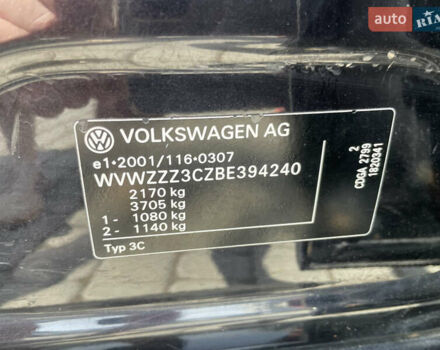 auto RIA
VOLKSWAGEN AG
e1*2001/116*0307
WVWZZZ3CZBE394240
2170 kg
3705 kg
1- 1080 kg
2- 1140 kg
Typ 3C
2
CDGA 2799
1820341